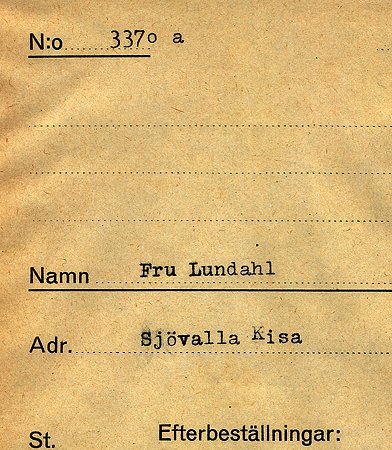 N:o 3370 a
Namn Fru Lundahl
Adr. Sjövalla Kisa
St. Efterbeställningar: